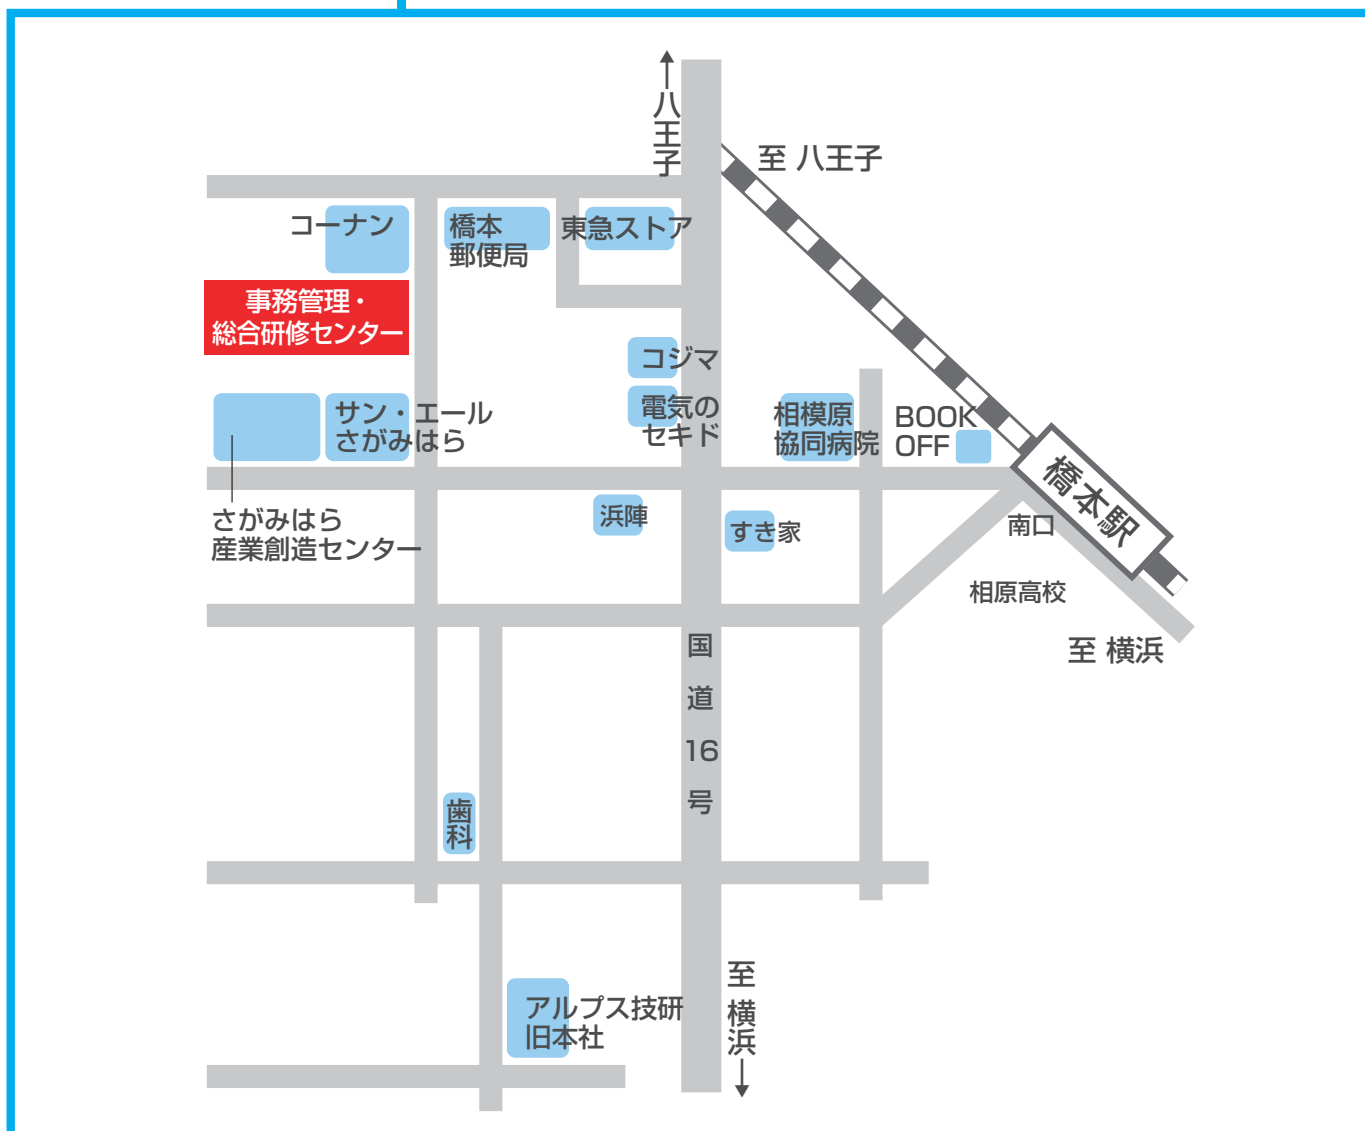 八王子
至 八王子
コーナン
橋本
郵便局
東急ストア
事務管理・
総合研修センター
コジマ
電気の
セキド
サン・エール
さがみはら
相模原
協同病院
BOOK
OFF
橋本駅
南口
さがみはら
産業創造センター
浜陣
すき家
相原高校
至 横浜
国道16号
歯科
至 横浜
アルプス技研
旧本社